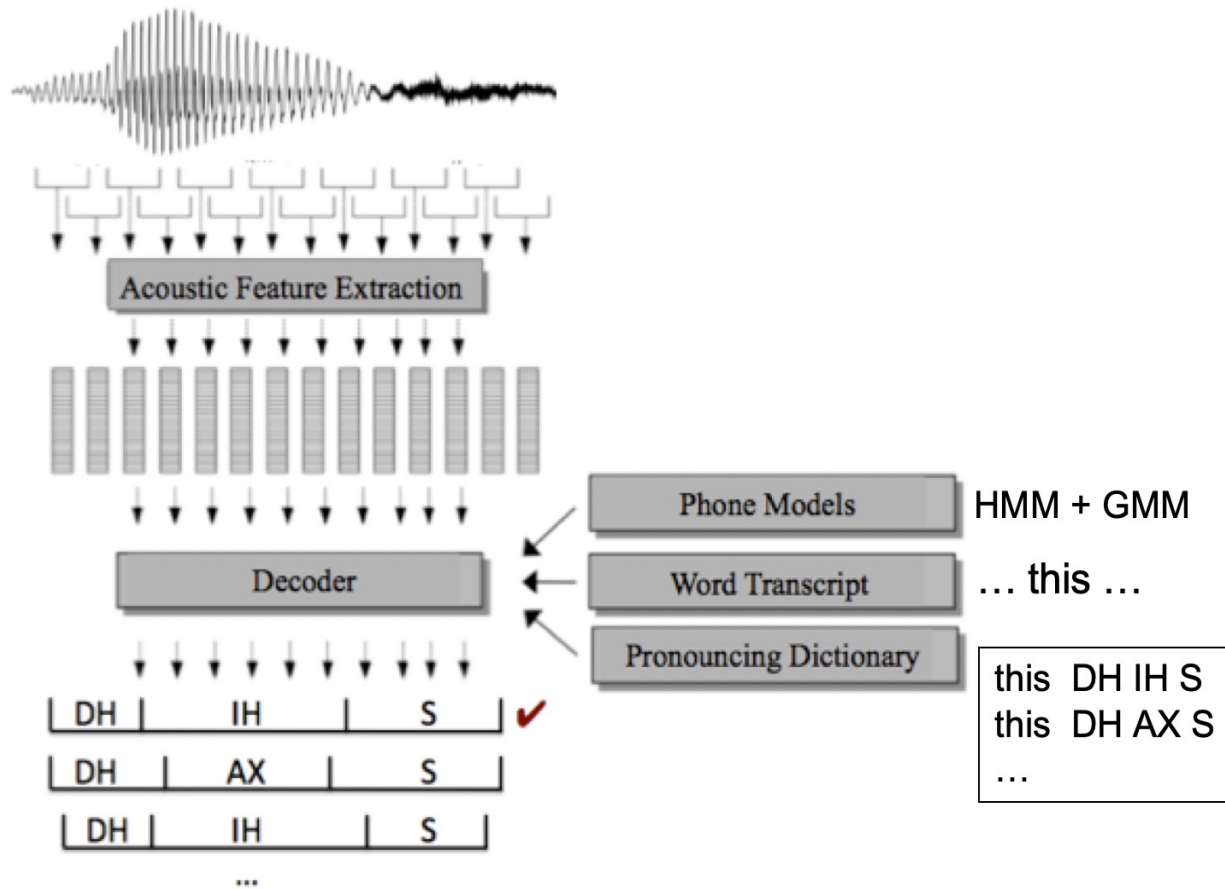 Acoustic Feature Extraction
Phone Models
HMM + GMM
Decoder
Word Transcript
… this …
Pronouncing Dictionary
this DH IH S
this DH AX S
…
DH IH S
DH AX S
DH IH S
...